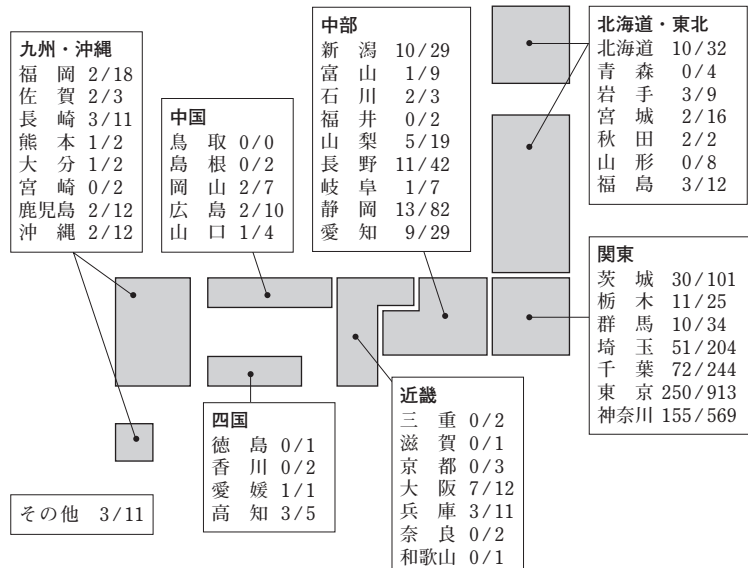 九州・沖縄
福岡 2/18
佐賀 2/3
長崎 3/11
熊本 1/2
大分 1/2
宮崎 0/2
鹿児島 2/12
沖縄 2/12
中国
鳥取 0/0
島根 0/2
岡山 2/7
広島 2/10
山口 1/4
中部
新潟 10/29
富山 1/9
石川 2/3
福井 0/2
山梨 5/19
長野 11/42
岐阜 1/7
静岡 13/82
愛知 9/29
北海道・東北
北海道 10/32
青森 0/4
岩手 3/9
宮城 2/16
秋田 2/2
山形 0/8
福島 3/12
関東
茨城 30/101
栃木 11/25
群馬 10/34
埼玉 51/204
千葉 72/244
東京 250/913
神奈川 155/569
四国
徳島 0/1
香川 0/2
愛媛 1/1
高知 3/5
近畿
三重 0/2
滋賀 0/1
京都 0/3
大阪 7/12
兵庫 3/11
奈良 0/2
和歌山 0/1
その他 3/11